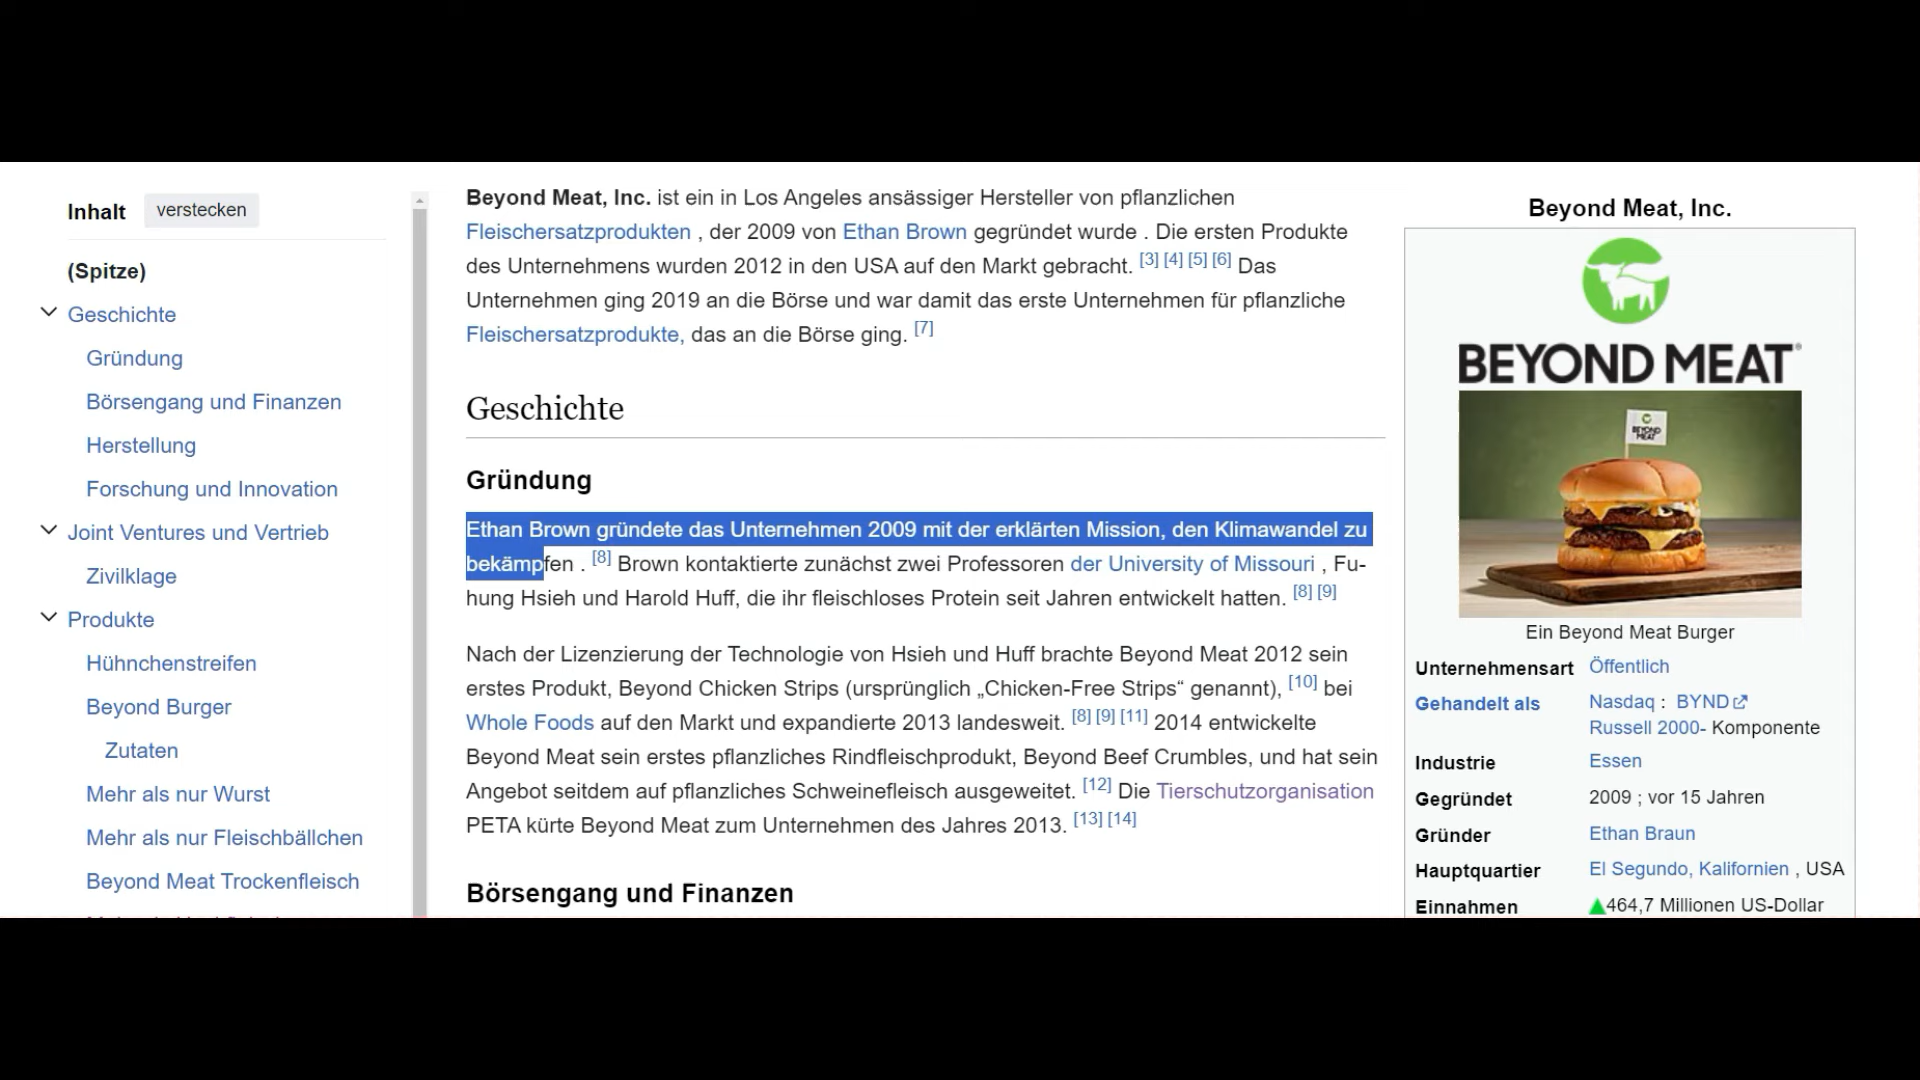 Inhalt verstecken
(Spitze)
Geschichte
Gründung
Börsengang und Finanzen
Herstellung
Forschung und Innovation
Joint Ventures und Vertrieb
Zivilklage
Produkte
Hühnchenstreifen
Beyond Burger
Zutaten
Mehr als nur Wurst
Mehr als nur Fleischbällchen
Beyond Meat Trockenfleisch
Beyond Meat, Inc. ist ein in Los Angeles ansässiger Hersteller von pflanzlichen
Fleischersatzprodukten , der 2009 von Ethan Brown gegründet wurde . Die ersten Produkte
des Unternehmens wurden 2012 in den USA auf den Markt gebracht. [3] [4] [5] [6] Das
Unternehmen ging 2019 an die Börse und war damit das erste Unternehmen für pflanzliche
Fleischersatzprodukte, das an die Börse ging. [7]
Geschichte
Gründung
Ethan Brown gründete das Unternehmen 2009 mit der erklärten Mission, den Klimawandel zu
bekämpfen . [8] Brown kontaktierte zunächst zwei Professoren der University of Missouri , Fu-
hung Hsieh und Harold Huff, die ihr fleischloses Protein seit Jahren entwickelt hatten. [8] [9]
Nach der Lizenzierung der Technologie von Hsieh und Huff brachte Beyond Meat 2012 sein
erstes Produkt, Beyond Chicken Strips (ursprünglich „Chicken-Free Strips“ genannt), [10] bei
Whole Foods auf den Markt und expandierte 2013 landesweit. [8] [9] [11] 2014 entwickelte
Beyond Meat sein erstes pflanzliches Rindfleischprodukt, Beyond Beef Crumbles, und hat sein
Angebot seitdem auf pflanzliches Schweinefleisch ausgeweitet. [12] Die Tierschutzorganisation
PETA kürte Beyond Meat zum Unternehmen des Jahres 2013. [13] [14]
Börsengang und Finanzen
Beyond Meat, Inc.
BEYOND MEAT®
BEYOND
MEAT
Ein Beyond Meat Burger
Unternehmensart Öffentlich
Gehandelt als Nasdaq : BYND
Russell 2000- Komponente
Industrie Essen
Gegründet 2009 ; vor 15 Jahren
Gründer Ethan Braun
Hauptquartier El Segundo, Kalifornien , USA
Einnahmen ▲464,7 Millionen US-Dollar